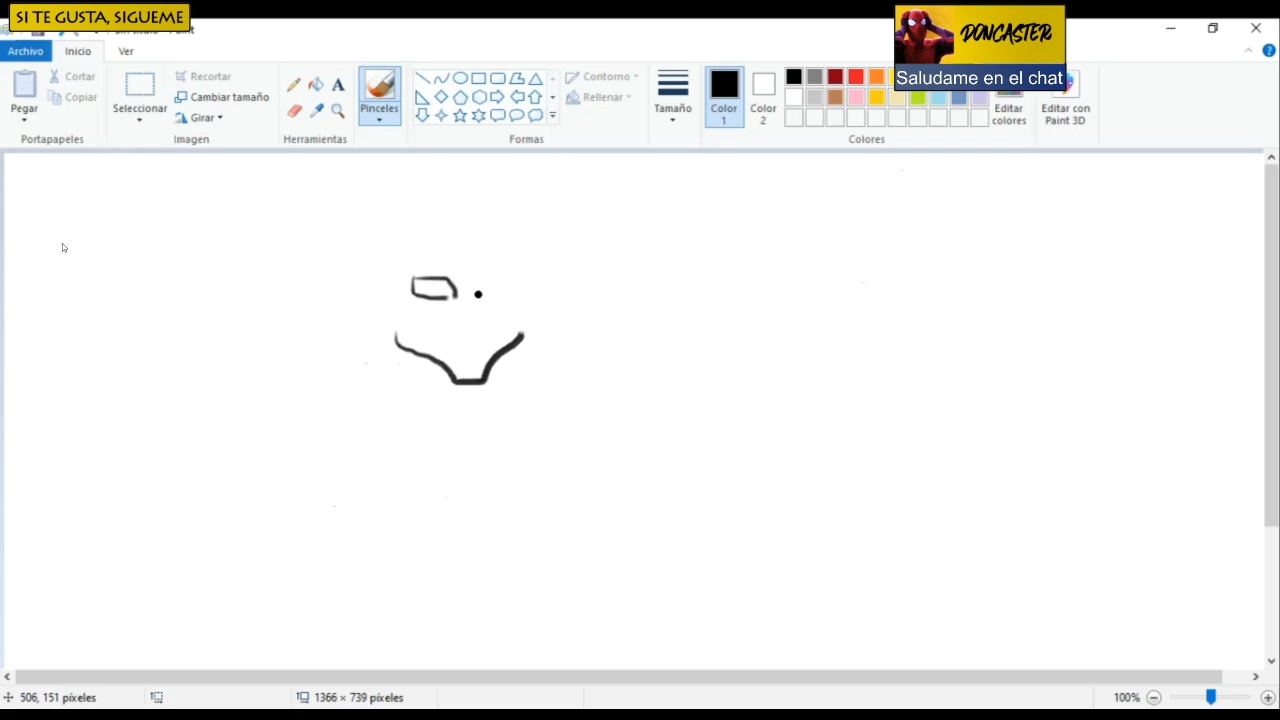 SI TE GUSTA, SIGUEME
DONCASTER
Saludame en el chat
Archivo
Inicio
Ver
Pegar
Cortar
Copiar
Portapapeles
Seleccionar
Recortar
Cambiar tamaño
Girar
Imagen
Herramientas
Pinceles
Formas
Contorno
Rellenar
Tamaño
Color 1
Color 2
Colores
Editar colores
Editar con Paint 3D
506, 151 píxeles
1366 × 739 píxeles
100%